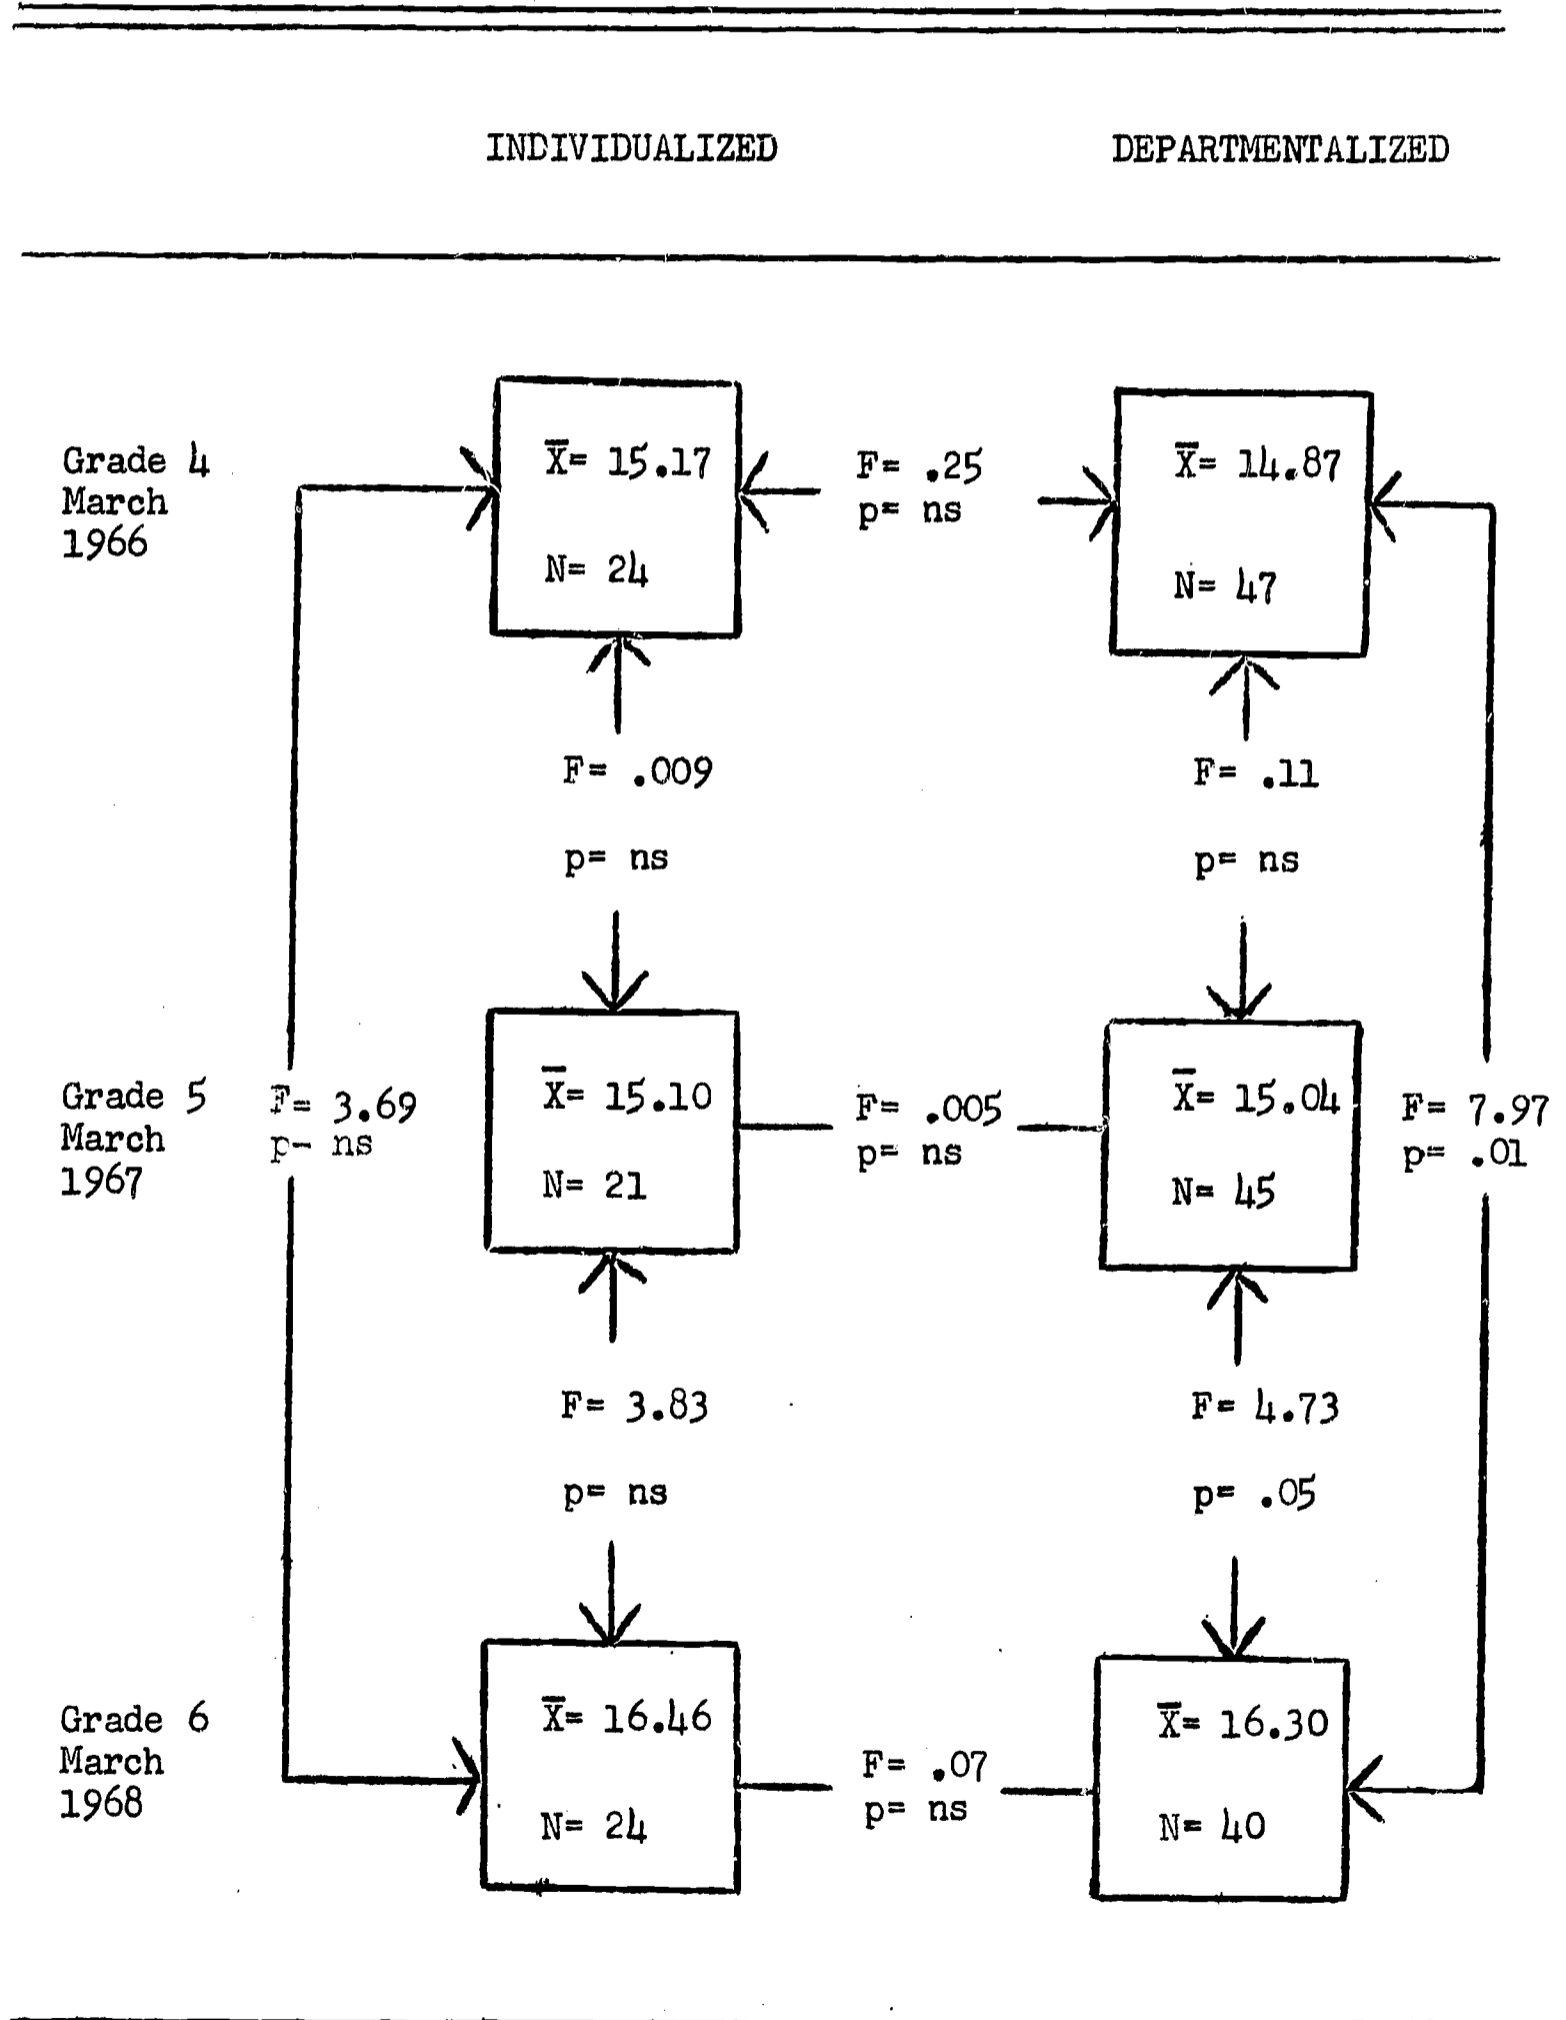 INDIVIDUALIZED DEPARTMENTALIZED
Grade 4
March
1966
X̅= 15.17
N= 24
F= .25
p= ns
X̅= 14.87
N= 47
F= .009
p= ns
F= .11
p= ns
Grade 5
March
1967
F= 3.69
p- ns
X̅= 15.10
N= 21
F= .005
p= ns
X̅= 15.04
N= 45
F= 7.97
p= .01
F= 3.83
p= ns
F= 4.73
p= .05
Grade 6
March
1968
X̅= 16.46
N= 24
F= .07
p= ns
X̅= 16.30
N= 40